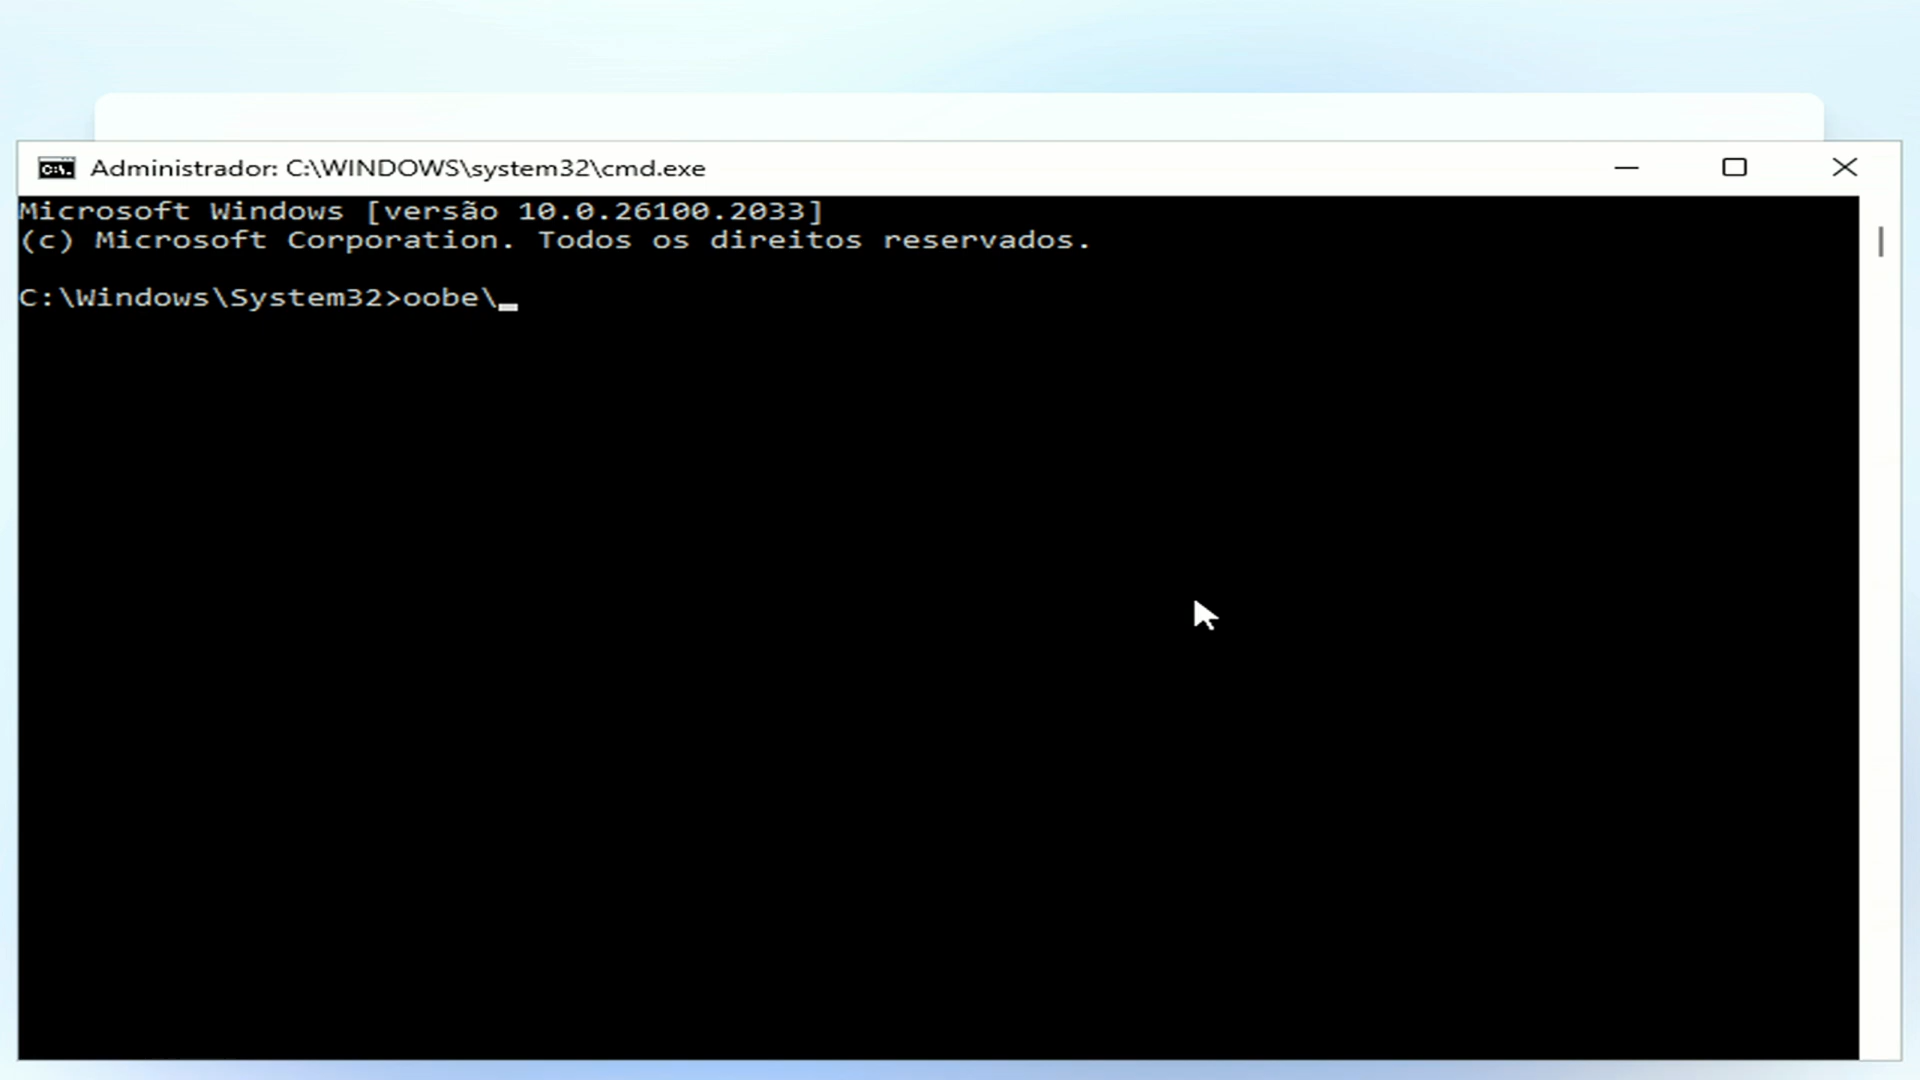 Administrador: C:\WINDOWS\system32\cmd.exe
Microsoft Windows [versão 10.0.26100.2033]
(c) Microsoft Corporation. Todos os direitos reservados.
C:\Windows\System32>oobe\